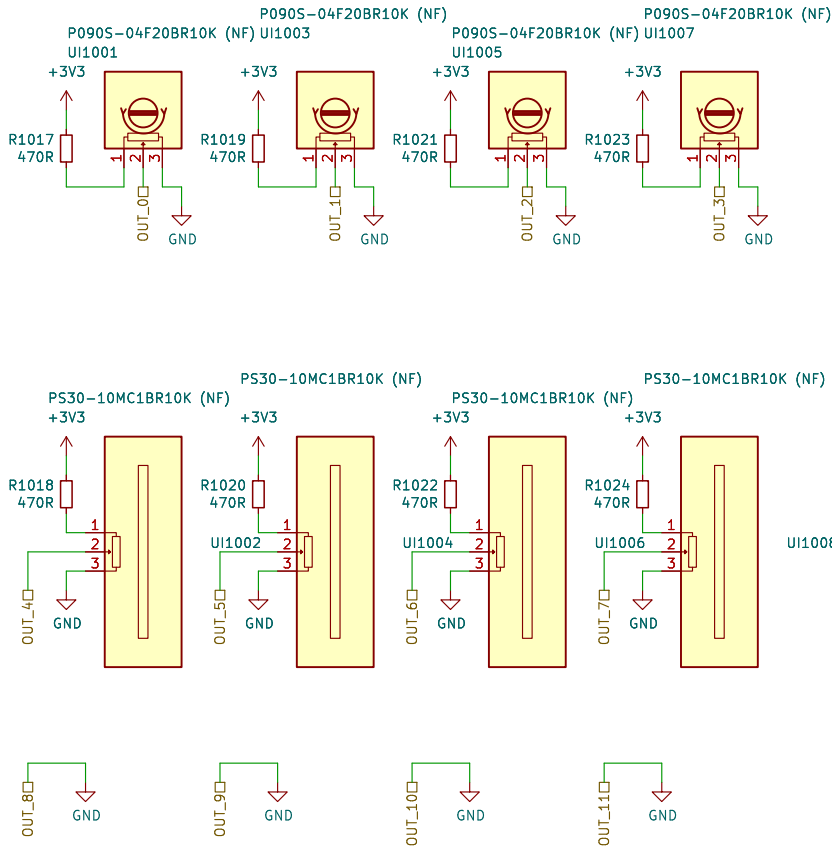 P090S-04F20BR10K (NF)
UI1001
+3V3
R1017
470R
1
2
3
OUT_0
GND
P090S-04F20BR10K (NF)
UI1003
+3V3
R1019
470R
1
2
3
OUT_1
GND
P090S-04F20BR10K (NF)
UI1005
+3V3
R1021
470R
1
2
3
OUT_2
GND
P090S-04F20BR10K (NF)
UI1007
+3V3
R1023
470R
1
2
3
OUT_3
GND
PS30-10MC1BR10K (NF)
+3V3
R1018
470R
1
2
3
UI1002
OUT_4
GND
PS30-10MC1BR10K (NF)
+3V3
R1020
470R
1
2
3
UI1004
OUT_5
GND
PS30-10MC1BR10K (NF)
+3V3
R1022
470R
1
2
3
UI1006
OUT_6
GND
PS30-10MC1BR10K (NF)
+3V3
R1024
470R
1
2
3
UI1008
OUT_7
GND
OUT_8
GND
OUT_9
GND
OUT_10
GND
OUT_11
GND